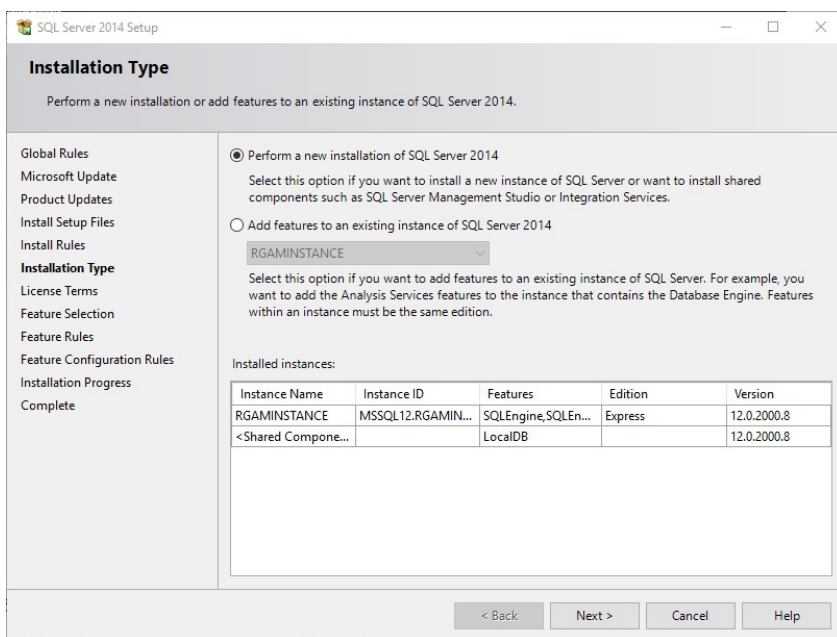 SQL Server 2014 Setup
Installation Type
Perform a new installation or add features to an existing instance of SQL Server 2014.
Global Rules
Microsoft Update
Product Updates
Install Setup Files
Install Rules
Installation Type
License Terms
Feature Selection
Feature Rules
Feature Configuration Rules
Installation Progress
Complete
Perform a new installation of SQL Server 2014
Select this option if you want to install a new instance of SQL Server or want to install shared
components such as SQL Server Management Studio or Integration Services.
Add features to an existing instance of SQL Server 2014
RGAMINSTANCE
Select this option if you want to add features to an existing instance of SQL Server. For example, you
want to add the Analysis Services features to the instance that contains the Database Engine. Features
within an instance must be the same edition.
Installed instances:
Instance Name Instance ID Features Edition Version
RGAMINSTANCE MSSQL12.RGAMIN... SQLEngine,SQLEn... Express 12.0.2000.8
<Shared Compone... LocalDB 12.0.2000.8
< Back Next > Cancel Help